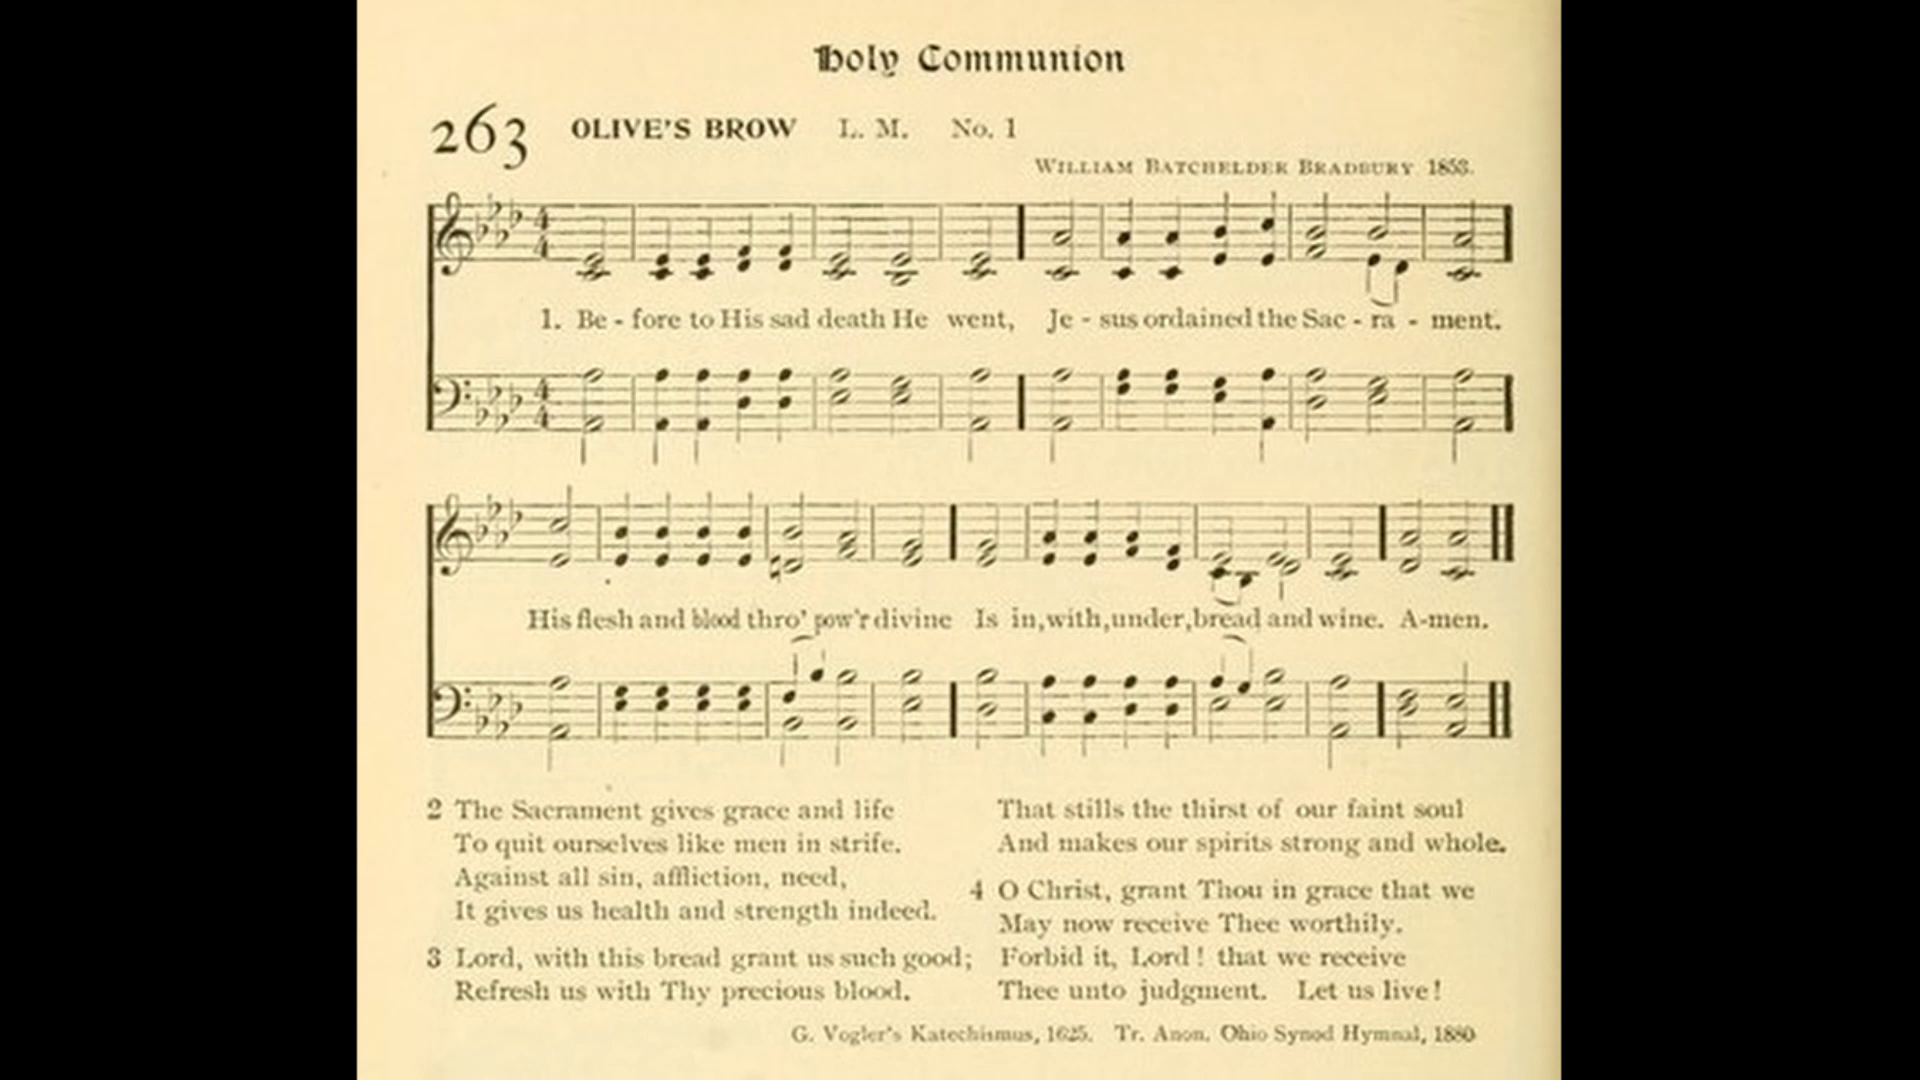 Holy Communion
263 OLIVE'S BROW L. M. No. 1
WILLIAM BATCHELDER BRADBURY 1853.
1. Be - fore to His sad death He went, Je - sus ordained the Sac - ra - ment.
His flesh and blood thro' pow'r divine Is in, with, under, bread and wine. A-men.
2 The Sacrament gives grace and life
To quit ourselves like men in strife.
Against all sin, affliction, need,
It gives us health and strength indeed.
3 Lord, with this bread grant us such good;
Refresh us with Thy precious blood.
That stills the thirst of our faint soul
And makes our spirits strong and whole.
4 O Christ, grant Thou in grace that we
May now receive Thee worthily.
Forbid it, Lord! that we receive
Thee unto judgment. Let us live!
G. Vogler's Katechismus, 1625. Tr. Anon. Ohio Synod Hymnal, 1880